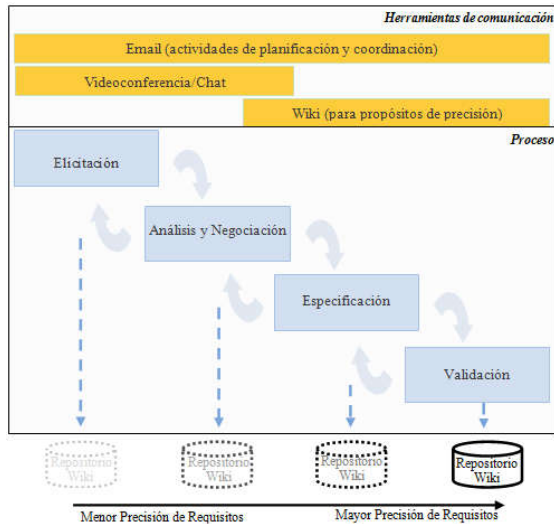 Herramientas de comunicación
Email (actividades de planificación y coordinación)
Videoconferencia/Chat
Wiki (para propósitos de precisión)
Proceso
Elicitación
Análisis y Negociación
Especificación
Validación
Repositorio
Wiki
Repositorio
Wiki
Repositorio
Wiki
Repositorio
Wiki
Menor Precisión de Requisitos
Mayor Precisión de Requisitos